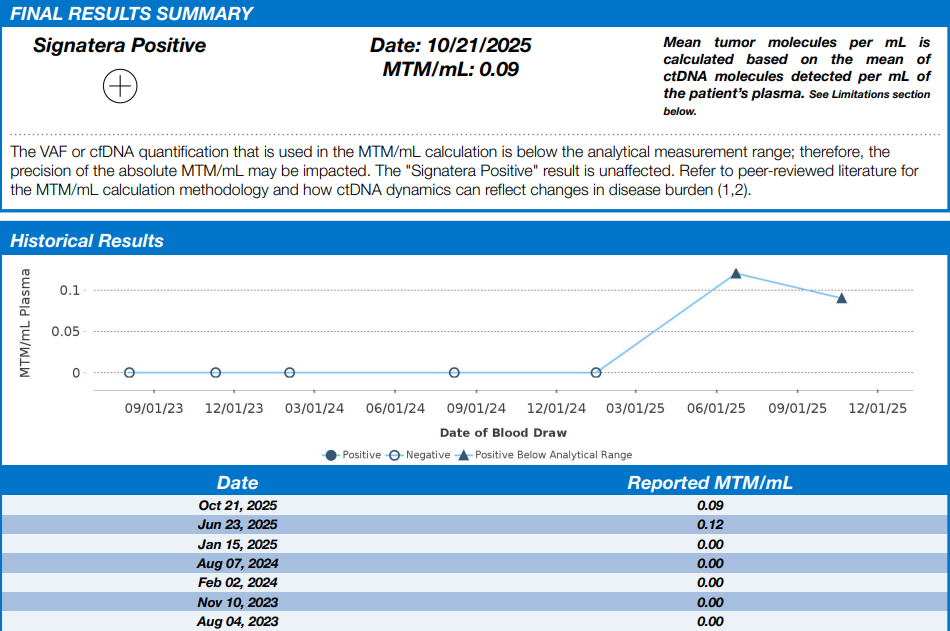 FINAL RESULTS SUMMARY
Signatera Positive
Date: 10/21/2025
MTM/mL: 0.09
Mean tumor molecules per mL is
calculated based on the mean of
ctDNA molecules detected per mL of
the patient's plasma. See Limitations section
below.
The VAF or cfDNA quantification that is used in the MTM/mL calculation is below the analytical measurement range; therefore, the
precision of the absolute MTM/mL may be impacted. The "Signatera Positive" result is unaffected. Refer to peer-reviewed literature for
the MTM/mL calculation methodology and how ctDNA dynamics can reflect changes in disease burden (1,2).
Historical Results
MTM/mL Plasma
0.1
0.05
0
09/01/23 12/01/23 03/01/24 06/01/24 09/01/24 12/01/24 03/01/25 06/01/25 09/01/25 12/01/25
Date of Blood Draw
Positive Negative Positive Below Analytical Range
Date Reported MTM/mL
Oct 21, 2025 0.09
Jun 23, 2025 0.12
Jan 15, 2025 0.00
Aug 07, 2024 0.00
Feb 02, 2024 0.00
Nov 10, 2023 0.00
Aug 04, 2023 0.00